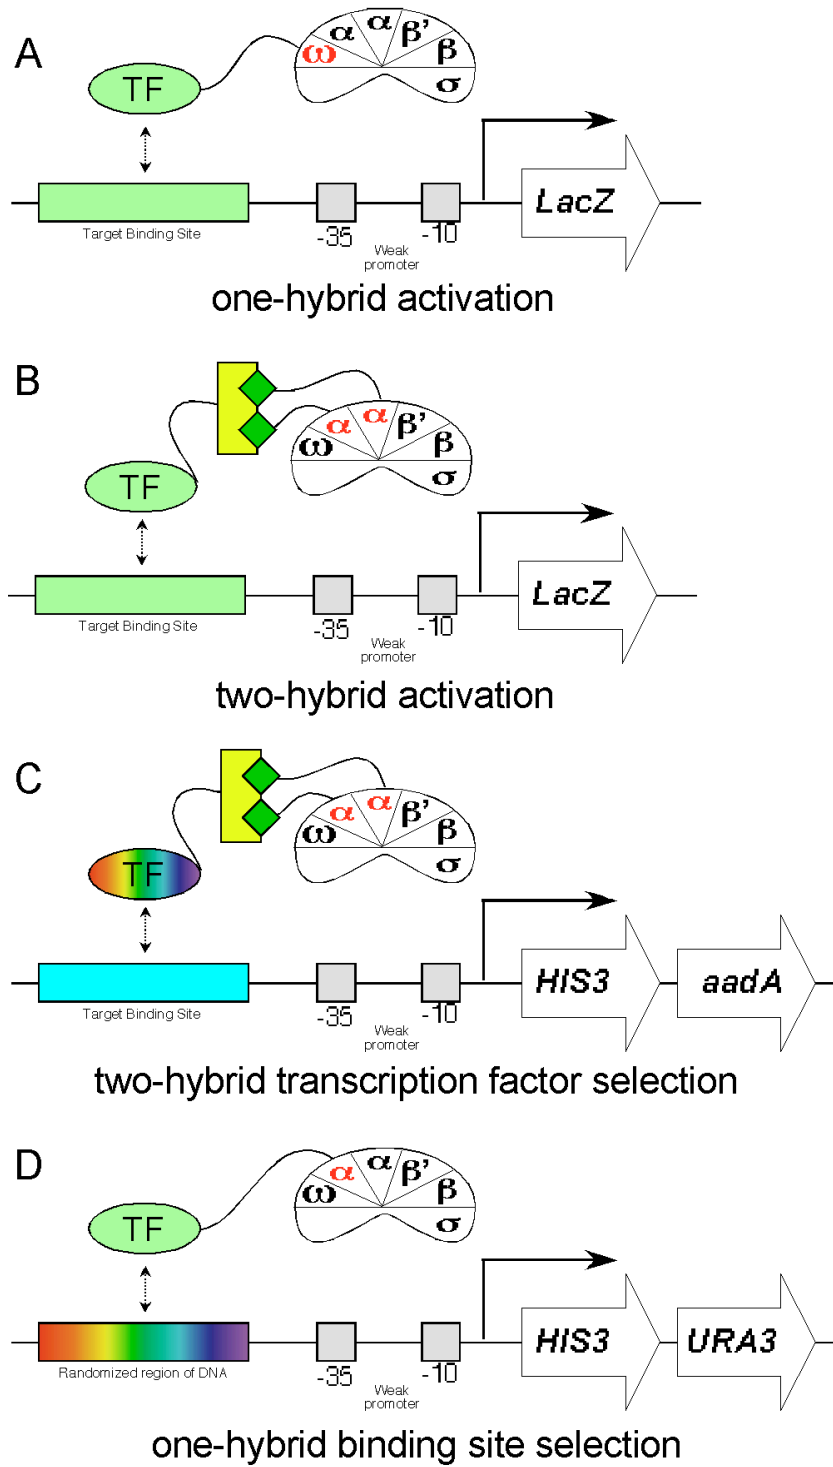 A
TF
ω α α β' β σ
Target Binding Site
-35
Weak promoter
-10
LacZ
one-hybrid activation
B
TF
ω α α β' β σ
Target Binding Site
-35
Weak promoter
-10
LacZ
two-hybrid activation
C
TF
ω α α β' β σ
Target Binding Site
-35
Weak promoter
-10
HIS3
aadA
two-hybrid transcription factor selection
D
TF
ω α α β' β σ
Randomized region of DNA
-35
Weak promoter
-10
HIS3
URA3
one-hybrid binding site selection